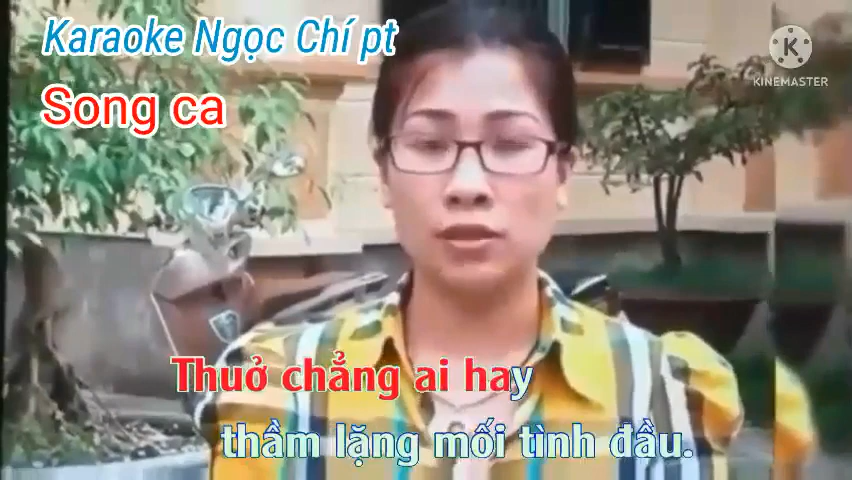 Karaoke Ngọc Chí pt
Song ca
KINEMASTER
Thuở chẳng ai hay
thầm lặng mối tình đầu.